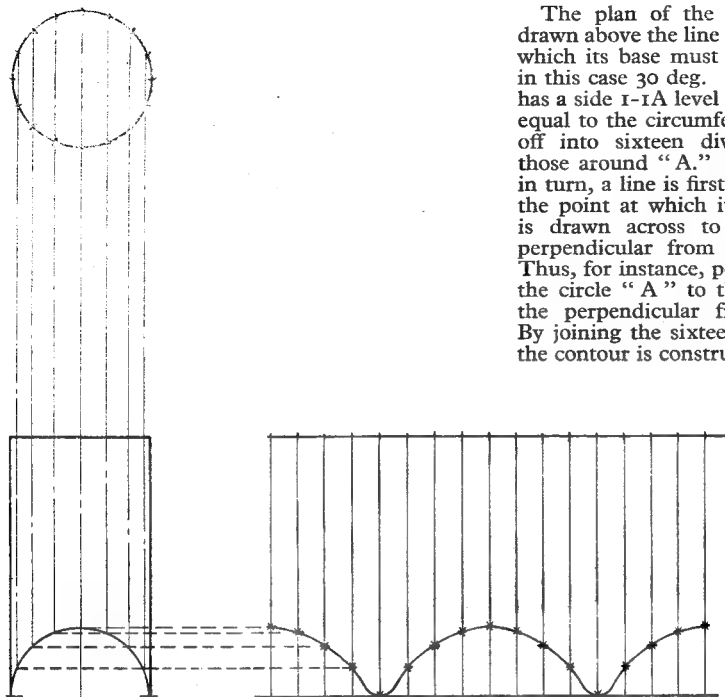 The plan of the
drawn above the line
which its base must
in this case 30 deg.
has a side 1-1A level
equal to the circumfe
off into sixteen div
those around “A.”
in turn, a line is first
the point at which i
is drawn across to
perpendicular from
Thus, for instance, p
the circle “A” to t
the perpendicular f
By joining the sixtee
the contour is constru